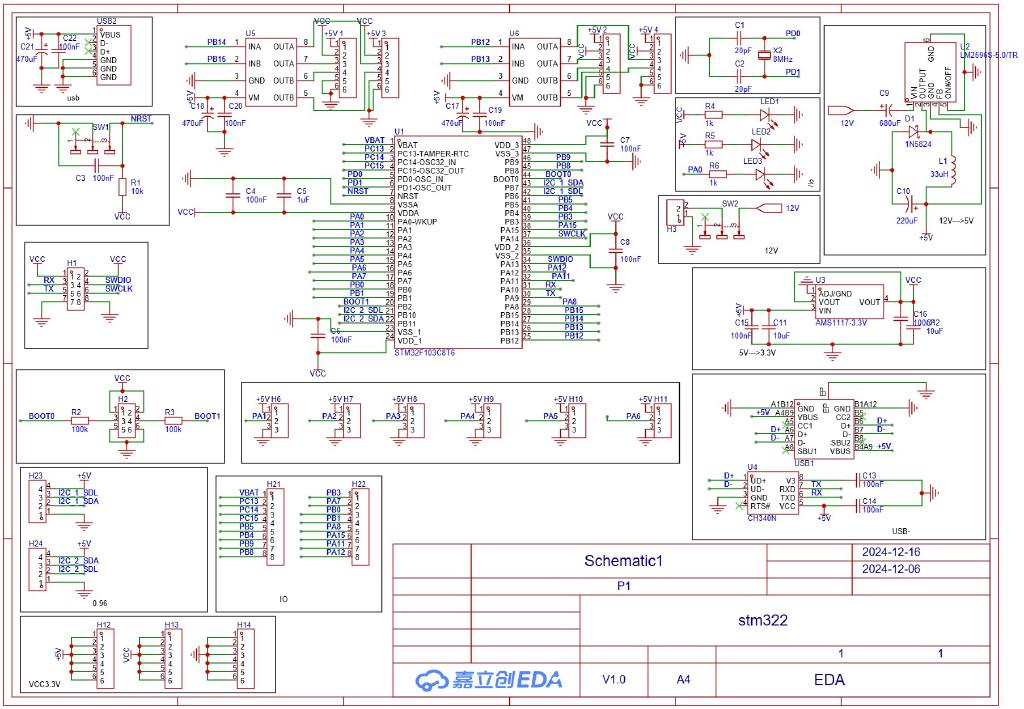 USB2
+5V
C21
470uF
C22
100nF
VBUS
D-
D+
GND
GND
GND
usb
PB14
PB16
+5V
C18
470uF
C20
100nF
U5
INA
INB
GND
VM
OUTA
OUTA
OUTB
OUTB
VCC
+5V 1
VCC
+5V 3
PB12
PB13
+5V
C17
470uF
C19
100nF
U6
INA
INB
GND
VM
OUTA
OUTA
OUTB
OUTB
VCC
+5V 2
VCC
+5V 4
C1
20pF
PD0
X2
8MHz
C2
20pF
PD1
U2
LM2596S-5.0/TR
GND
VIN
OUTPUT
GND
FB
ON/OFF
C9
680uF
12V
D1
1N5824
L1
33uH
C10
220uF
12V--->5V
+5V
SW1
NRST
C3 100nF
R1
10k
VCC
VCC
+5V
R4
1k
LED1
R5
1k
LED2
PA0
R6
1k
LED3
H3
SW2
12V
12V
C4
100nF
C5
1uF
VCC
U1
VBAT
PC13
PC14
PC15
PD0
PD1
NRST
PA0
PA1
PA2
PA3
PA4
PA5
PA6
PA7
PB0
PB1
BOOT1
I2C_2_SDL
I2C_2_SDA
VBAT
PC13-TAMPER-RTC
PC14-OSC32_IN
PC15-OSC32_OUT
PD0-OSC_IN
PD1-OSC_OUT
NRST
VSSA
VDDA
PA0-WKUP
PA1
PA2
PA3
PA4
PA5
PA6
PA7
PB0
PB1
PB2
PB10
PB11
VSS_1
VDD_1
VDD_3
VSS_3
PB9
PB8
BOOT0
PB7
PB6
PB5
PB4
PB3
PA15
PA14
VDD_2
VSS_2
PA13
PA12
PA11
PA10
PA9
PA8
PB15
PB14
PB13
PB12
PB9
PB8
BOOT0
I2C_1_SDA
I2C_1_SDL
PB5
PB4
PB3
PA15
SWCLK
SWDIO
PA12
PA11
RX
TX
PA8
PB15
PB14
PB13
PB12
STM32F103C8T6
VCC
C7
100nF
VCC
C8
100nF
C6
100nF
VCC
VCC
H1
VCC
RX
TX
SWDIO
SWCLK
U3
ADJ/GND
VOUT
VIN
VOUT
AMS1117-3.3V
+5V
C15
100nF
C11
10uF
VCC
C16
10uF
5V--->3.3V
VCC
H2
BOOT0
R2
100k
R3
100k
BOOT1
+5V H6
PA1
+5V H7
PA2
+5V H8
PA3
+5V H9
PA4
+5V H10
PA5
+5V H11
PA6
EP
EP
A1B12
+5V A4B9
A5
D+ A6
D- A7
A8
GND
VBUS
CC1
D+
D-
SBU1
GND
CC2
D+
D-
SBU2
VBUS
B1A12
B5
B6 D+
B7 D-
B8
B4A9 +5V
USB1
U4
D+
D-
UD+
UD-
GND
RTS#
V3
RXD
TXD
VCC
TX
RX
CH340N
C13
100nF
C14
100nF
+5V
USB-
H23
+5V
I2C_1_SDL
I2C_1_SDA
H24
+5V
I2C_2_SDA
I2C_2_SDL
0.96
H21
VBAT
PC13
PC14
PC15
PB5
PB4
PB9
PB8
H22
PB3
PA7
PB0
PB1
PA8
PA15
PA11
PA12
IO
H12
+5V
H13
VCC
H14
VCC3.3V
Schematic1
2024-12-16
2024-12-06
P1
stm322
1 1
嘉立创EDA
V1.0
A4
EDA